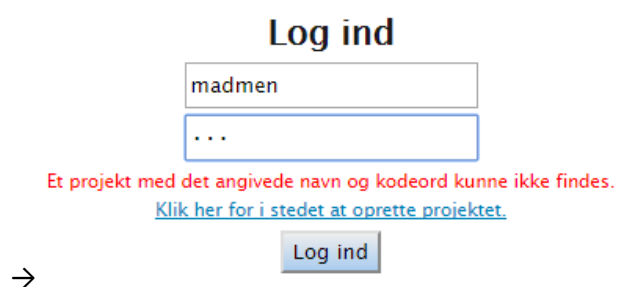 Log ind
madmen
...
Et projekt med det angivede navn og kodeord kunne ikke findes.
Klik her for i stedet at oprette projektet.
Log ind
→